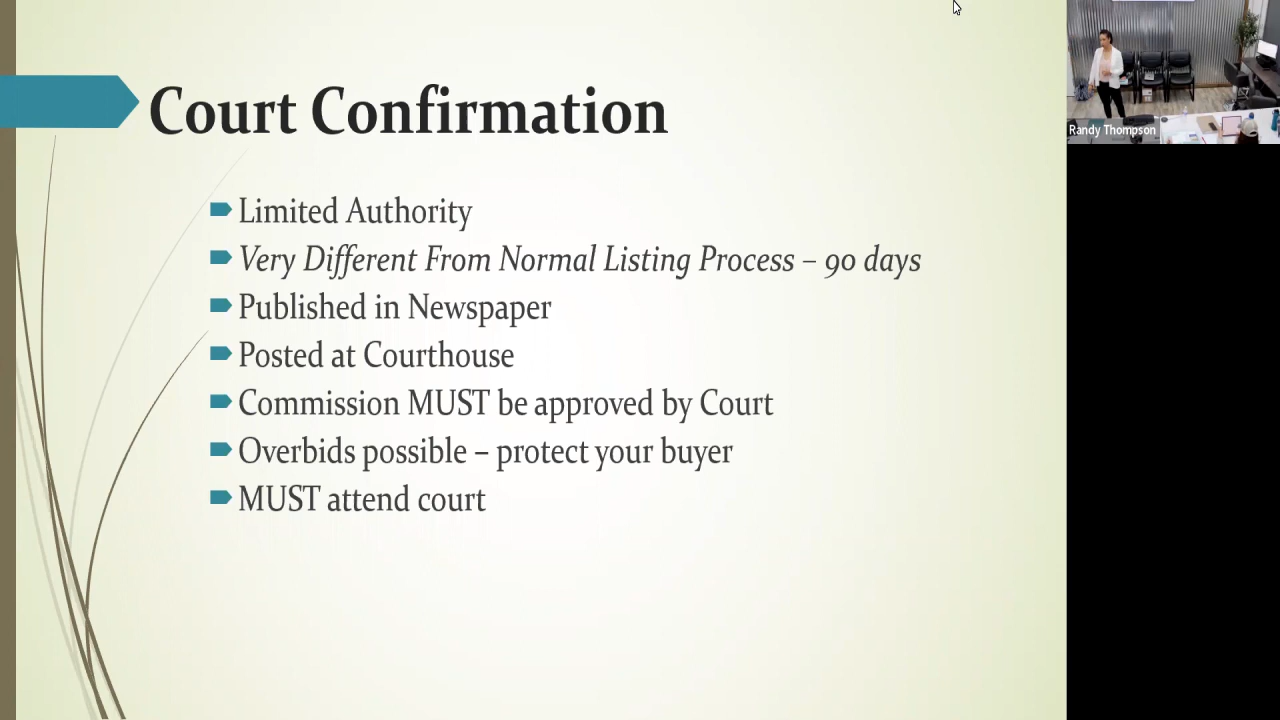 Court Confirmation
Limited Authority
Very Different From Normal Listing Process – 90 days
Published in Newspaper
Posted at Courthouse
Commission MUST be approved by Court
Overbids possible – protect your buyer
MUST attend court
Randy Thompson